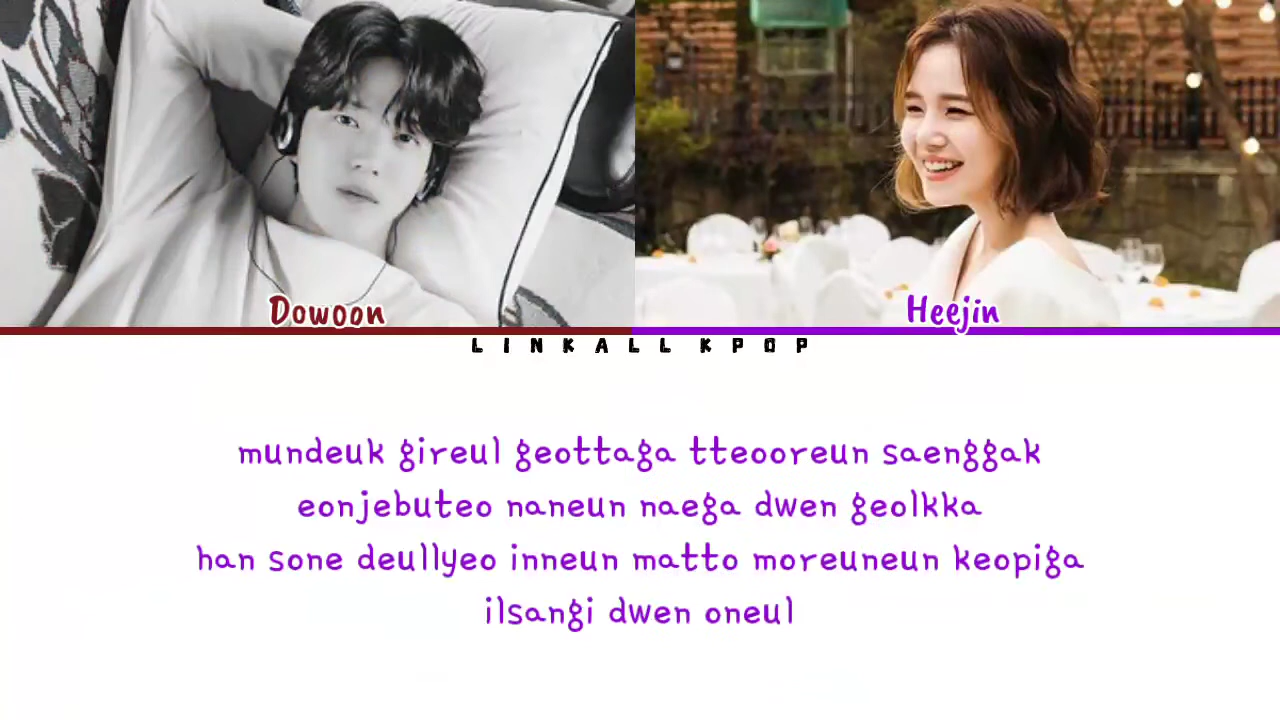 Dowoon
Heejin
LINKALL KPOP
mundeuk gireul geottaga tteooreun saenggak
eonjebuteo naneun naega dwen geolkka
han sone deullyeo inneun matto moreuneun keopiga
ilsangi dwen oneul